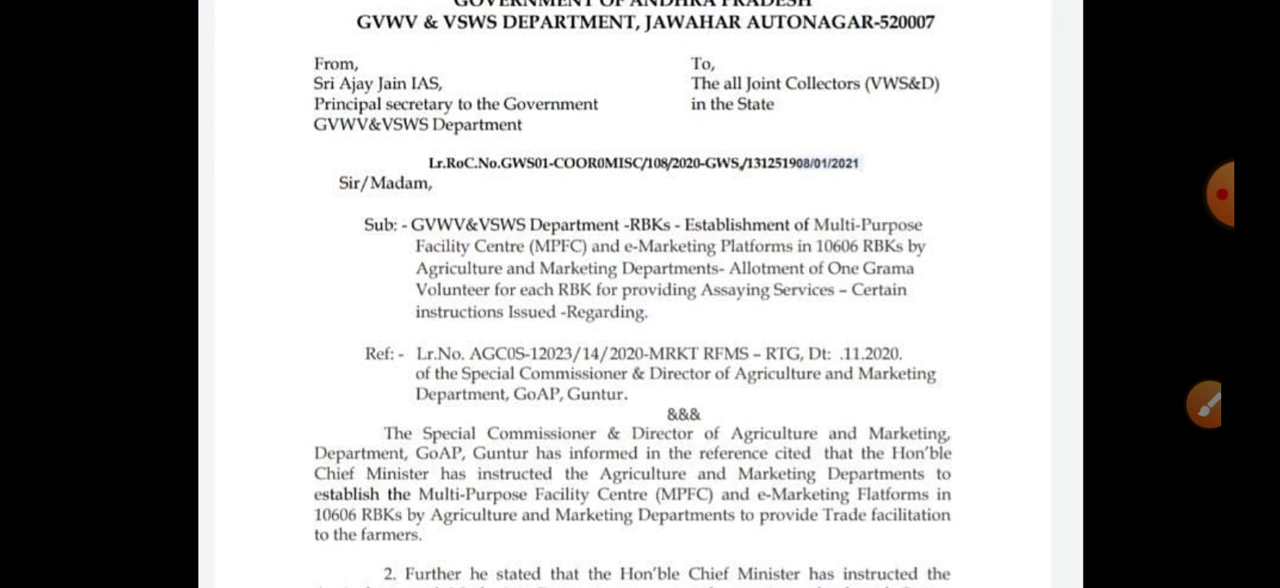 GOVERNMENT OF ANDHRA PRADESH
GVWV & VSWS DEPARTMENT, JAWAHAR AUTONAGAR-520007
From,
Sri Ajay Jain IAS,
Principal secretary to the Government
GVWV&VSWS Department
To,
The all Joint Collectors (VWS&D)
in the State
Lr.RoC.No.GWS01-COOR0MISC/108/2020-GWS,/131251908/01/2021
Sir/Madam,
Sub: - GVWV&VSWS Department -RBKs - Establishment of Multi-Purpose
Facility Centre (MPFC) and e-Marketing Platforms in 10606 RBKs by
Agriculture and Marketing Departments- Allotment of One Grama
Volunteer for each RBK for providing Assaying Services – Certain
instructions Issued -Regarding.
Ref: - Lr.No. AGC0S-12023/14/2020-MRKT RFMS – RTG, Dt: .11.2020.
of the Special Commissioner & Director of Agriculture and Marketing
Department, GoAP, Guntur.
&&&
The Special Commissioner & Director of Agriculture and Marketing,
Department, GoAP, Guntur has informed in the reference cited that the Hon'ble
Chief Minister has instructed the Agriculture and Marketing Departments to
establish the Multi-Purpose Facility Centre (MPFC) and e-Marketing Flatforms in
10606 RBKs by Agriculture and Marketing Departments to provide Trade facilitation
to the farmers.
2. Further he stated that the Hon'ble Chief Minister has instructed the